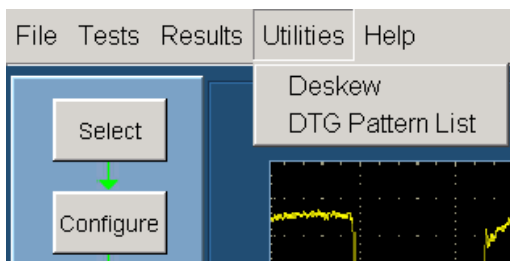 File Tests Results Utilities Help
Deskew
DTG Pattern List
Select
Configure